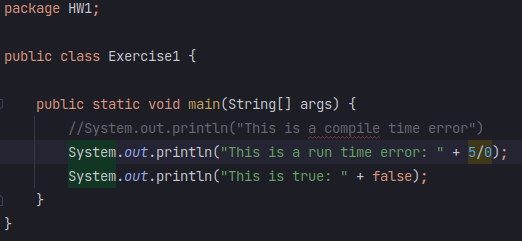 package HW1;
public class Exercise1 {
public static void main(String[] args) {
//System.out.println("This is a compile time error")
System.out.println("This is a run time error: " + 5/0);
System.out.println("This is true: " + false);
}
}